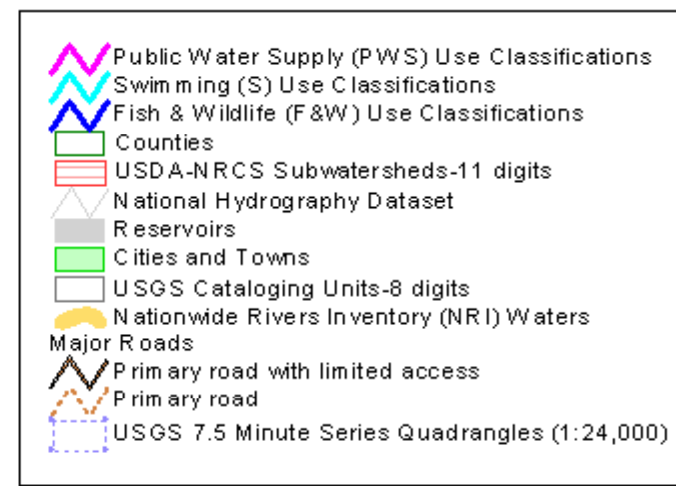 Public Water Supply (PWS) Use Classifications
Swimming (S) Use Classifications
Fish & Wildlife (F&W) Use Classifications
Counties
USDA-NRCS Subwatersheds-11 digits
National Hydrography Dataset
Reservoirs
Cities and Towns
USGS Cataloging Units-8 digits
Nationwide Rivers Inventory (NRI) Waters
Major Roads
Primary road with limited access
Primary road
USGS 7.5 Minute Series Quadrangles (1:24,000)